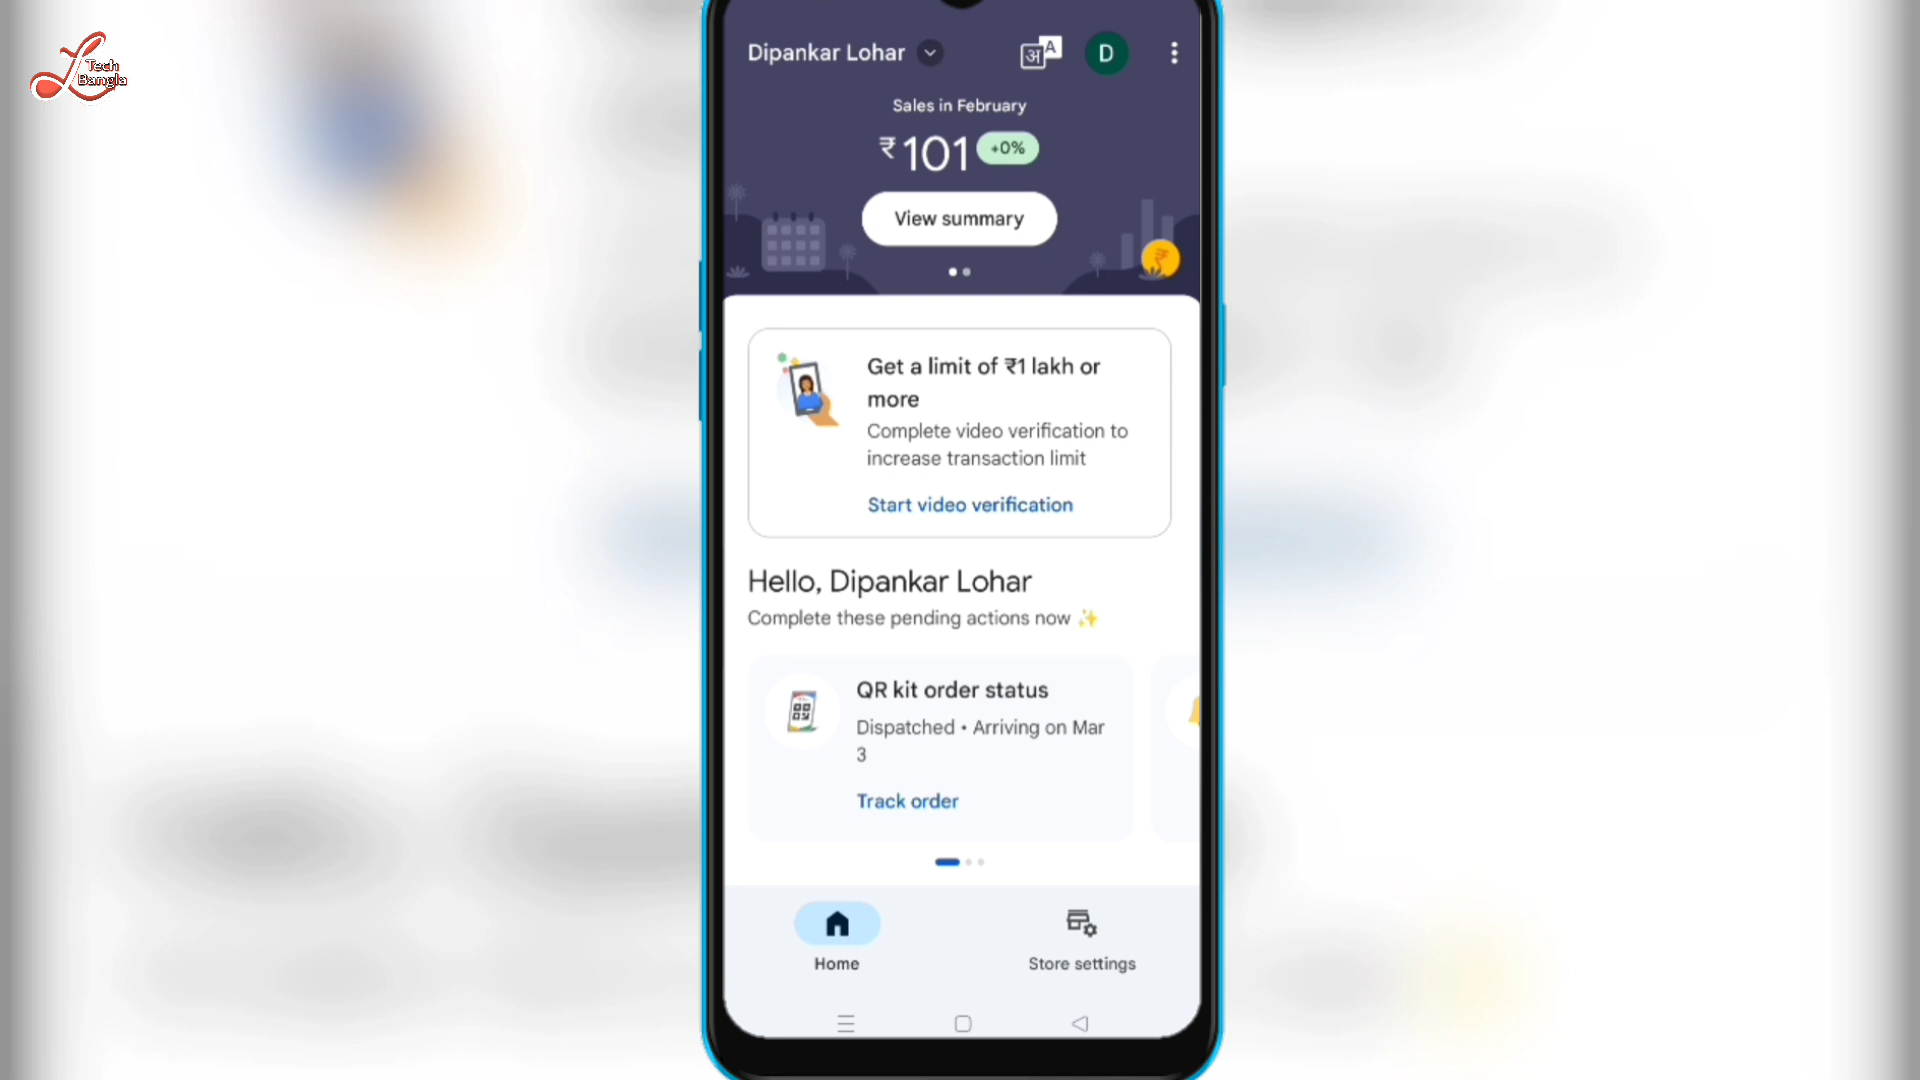 Tech
Bangla
Dipankar Lohar
अ A
D
Sales in February
₹101 +0%
View summary
Get a limit of ₹1 lakh or
more
Complete video verification to
increase transaction limit
Start video verification
Hello, Dipankar Lohar
Complete these pending actions now ✨
QR kit order status
Dispatched • Arriving on Mar
3
Track order
Home
Store settings